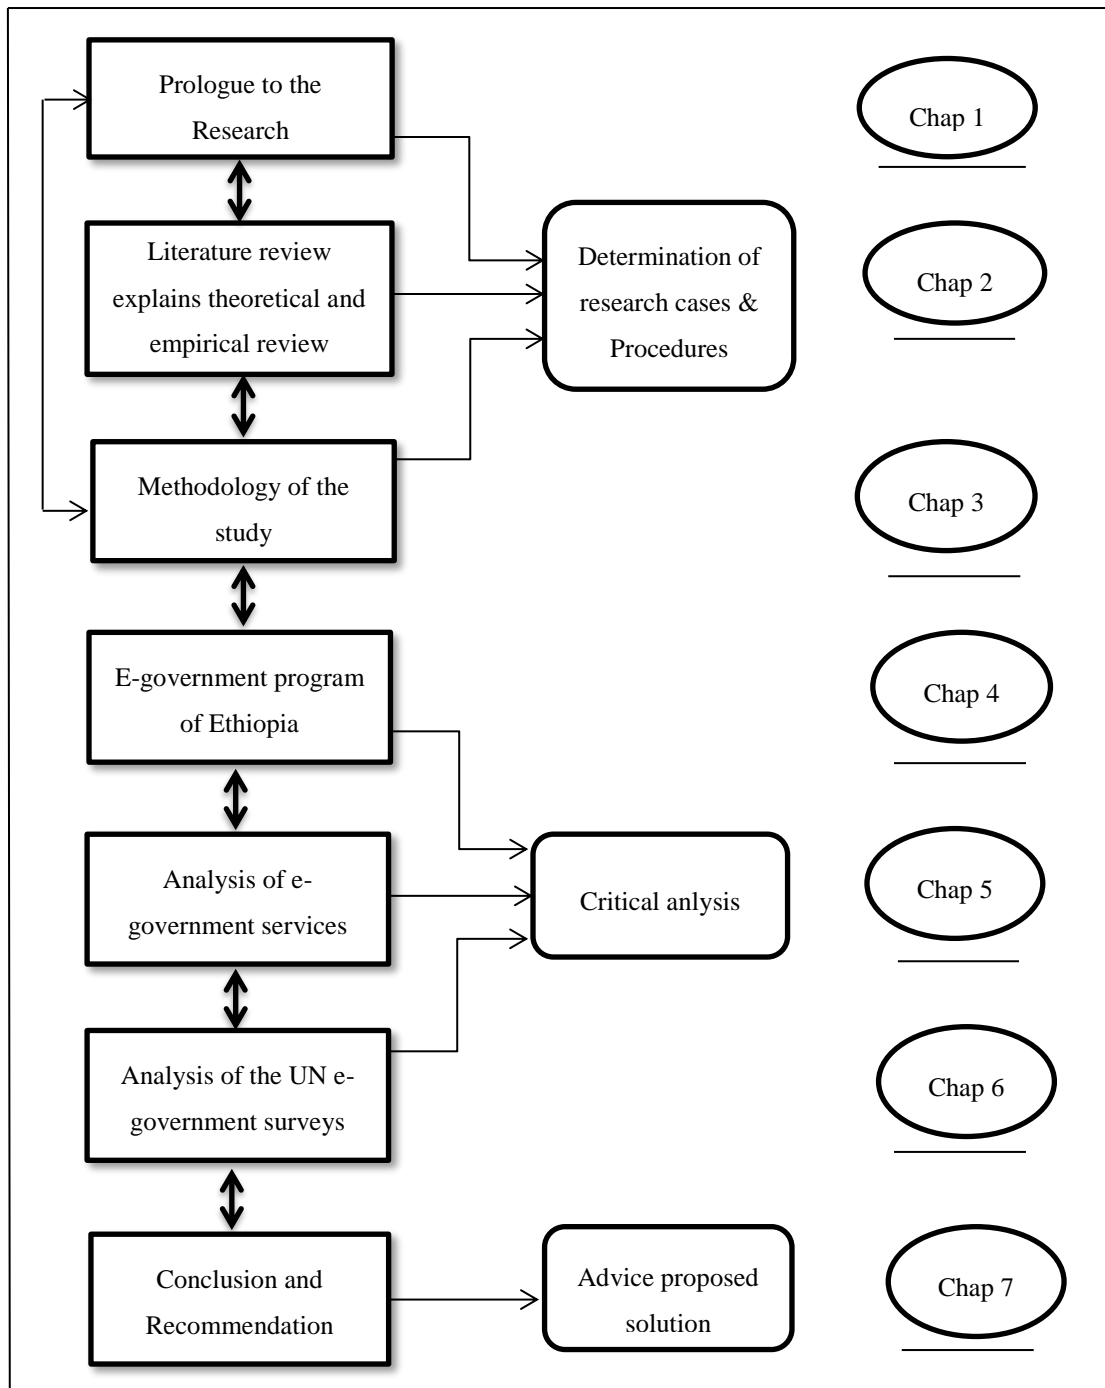 Prologue to the
Research
Chap 1
Literature review
explains theoretical and
empirical review
Determination of
research cases &
Procedures
Chap 2
Methodology of the
study
Chap 3
E-government program
of Ethiopia
Chap 4
Analysis of e-
government services
Critical anlysis
Chap 5
Analysis of the UN e-
government surveys
Chap 6
Conclusion and
Recommendation
Advice proposed
solution
Chap 7